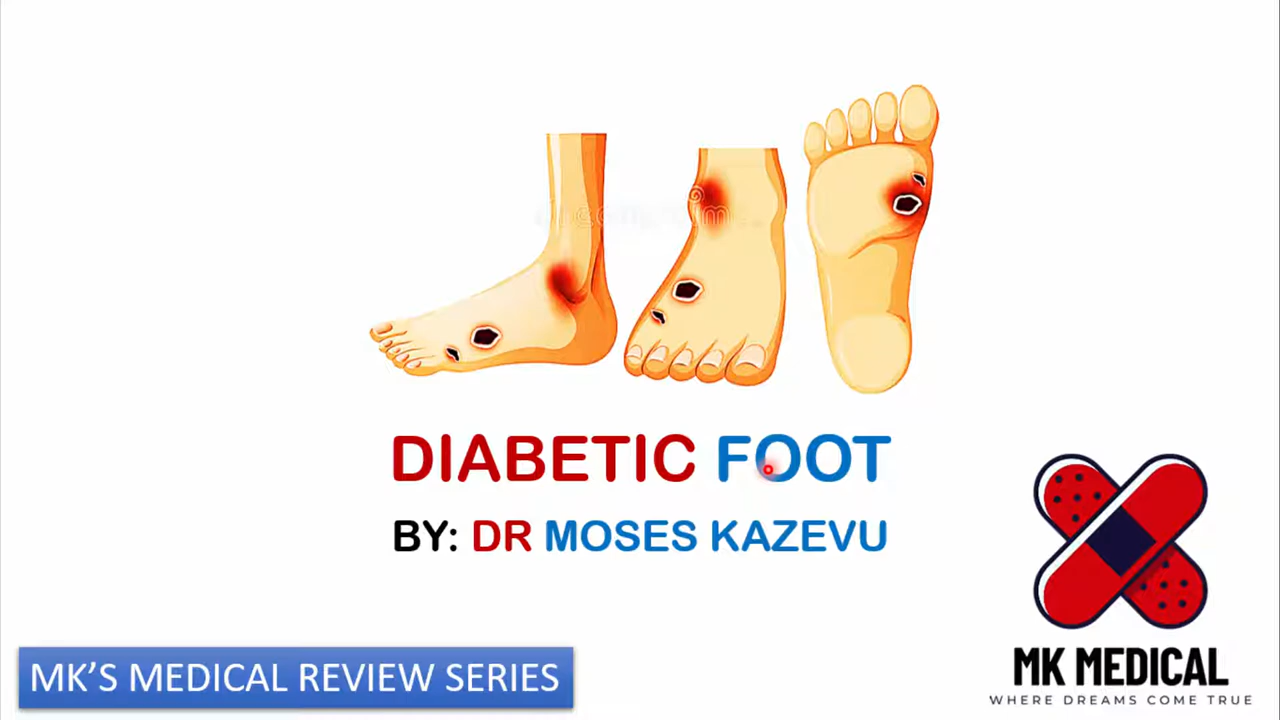 DIABETIC FOOT
BY: DR MOSES KAZEVU
MK'S MEDICAL REVIEW SERIES
MK MEDICAL
WHERE DREAMS COME TRUE